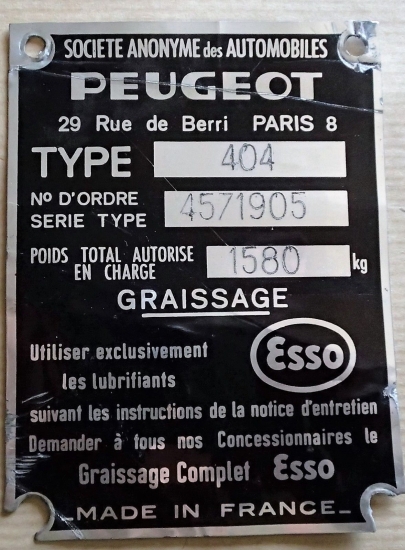 SOCIETE ANONYME des AUTOMOBILES
PEUGEOT
29 Rue de Berri PARIS 8
TYPE 404
No D'ORDRE
SERIE TYPE 4571905
POIDS TOTAL AUTORISE
EN CHARGE 1580 kg
GRAISSAGE
Utiliser exclusivement
les lubrifiants
Esso
suivant les instructions de la notice d'entretien
Demander à tous nos Concessionnaires le
Graissage Complet Esso
MADE IN FRANCE